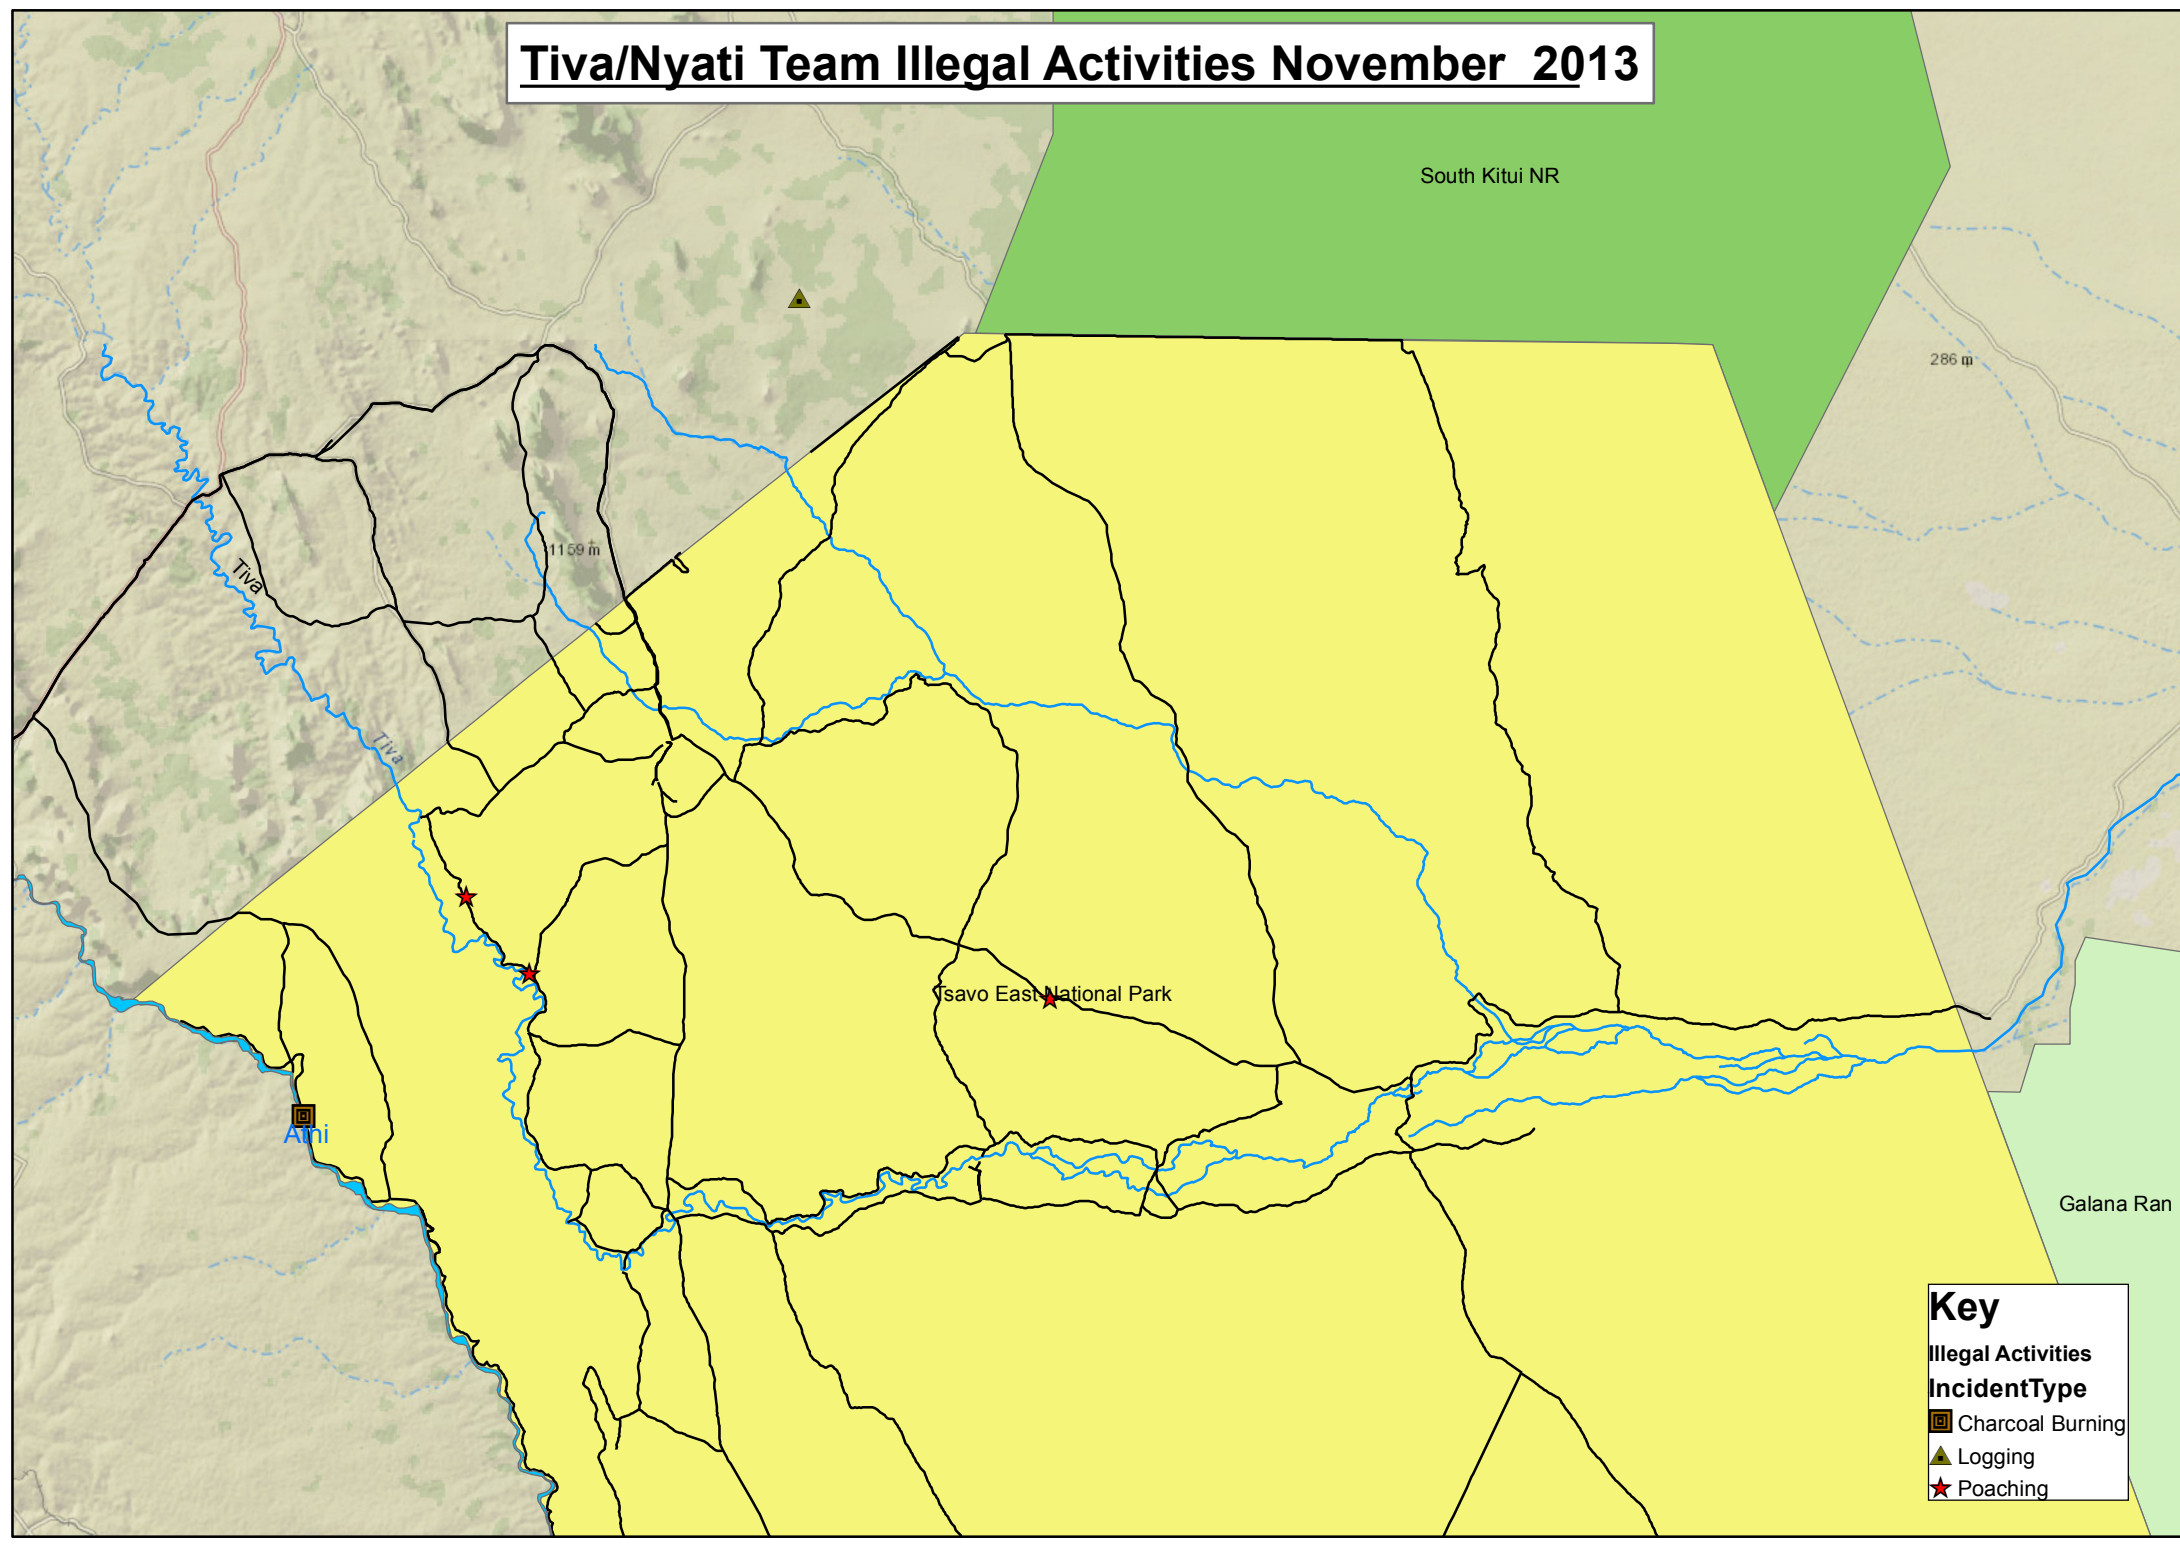 Tiva/Nyati Team Illegal Activities November 2013
South Kitui NR
286 m
1159 m
Tiva
Tiva
Tsavo East National Park
Athi
Galana Ran
Key
Illegal Activities
IncidentType
Charcoal Burning
Logging
Poaching